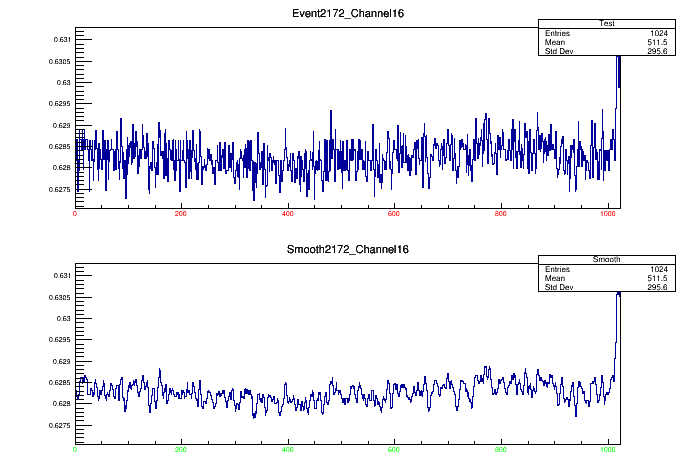 Event2172_Channel16
Test
Entries 1024
Mean 511.5
Std Dev 295.6
0.631
0.6305
0.63
0.6295
0.629
0.6285
0.628
0.6275
0 200 400 600 800 1000
Smooth2172_Channel16
Smooth
Entries 1024
Mean 511.5
Std Dev 295.6
0.631
0.6305
0.63
0.6295
0.629
0.6285
0.628
0.6275
0 200 400 600 800 1000